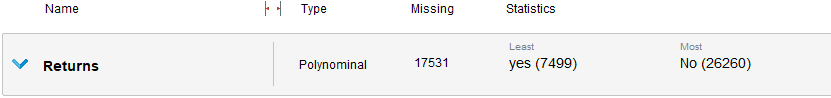 Name Type Missing Statistics
Least Most
Returns Polynominal 17531 yes (7499) No (26260)